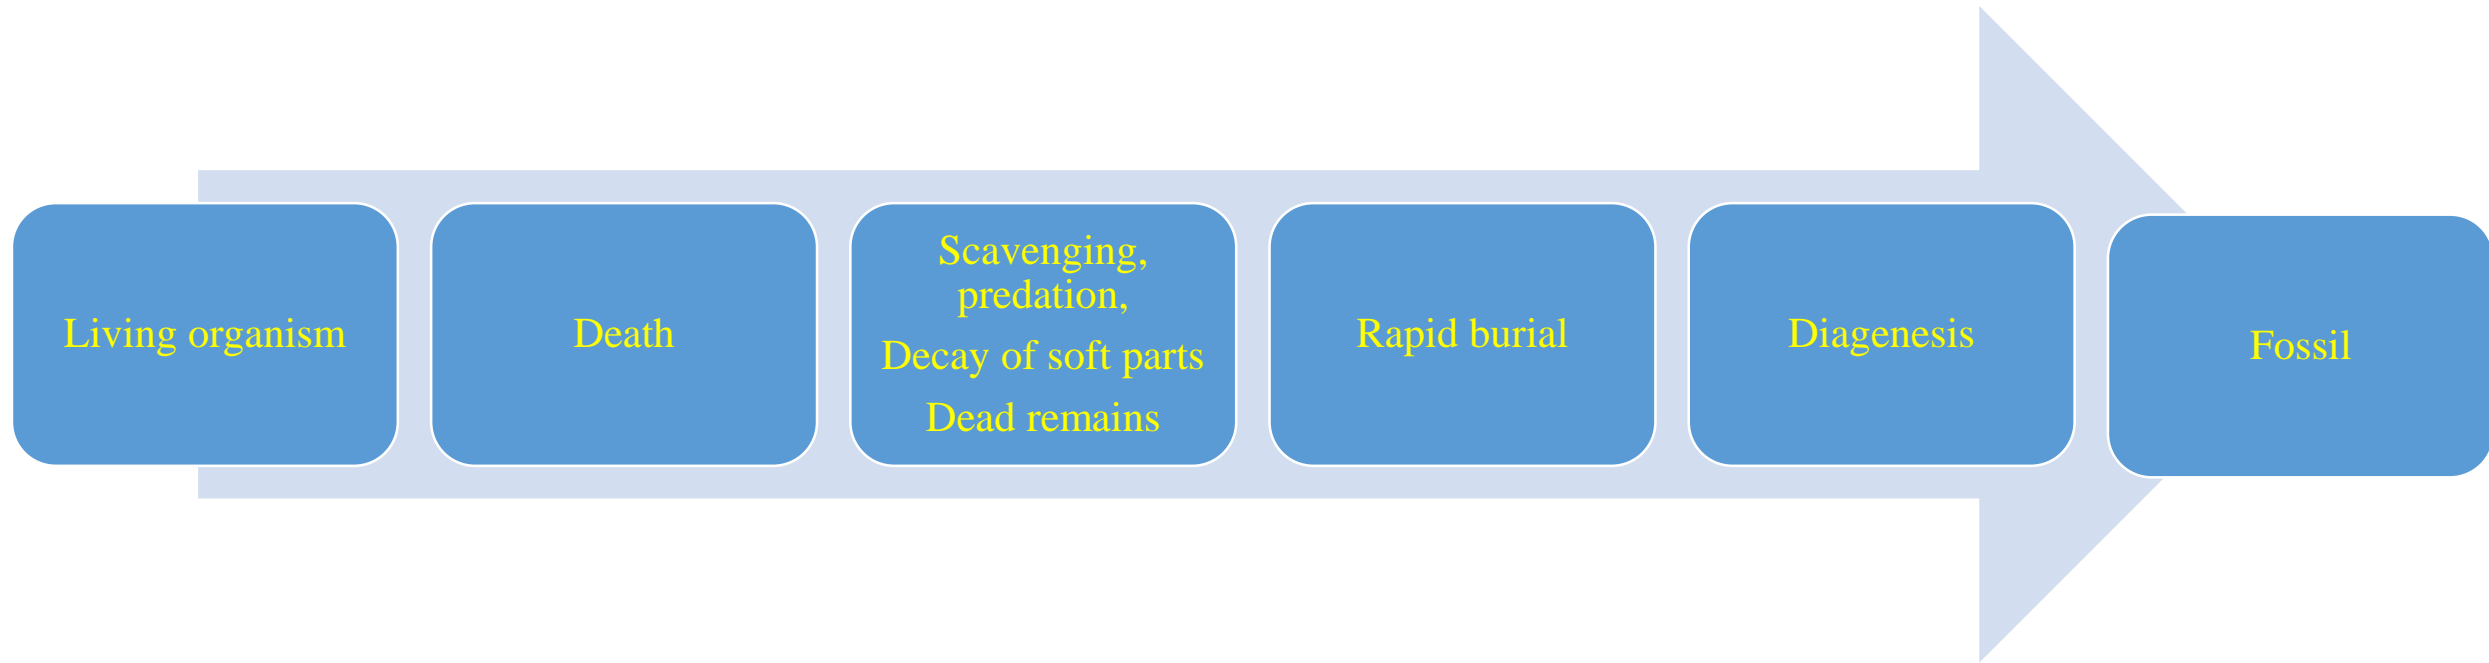 Living organism
Death
Scavenging,
predation,
Decay of soft parts
Dead remains
Rapid burial
Diagenesis
Fossil